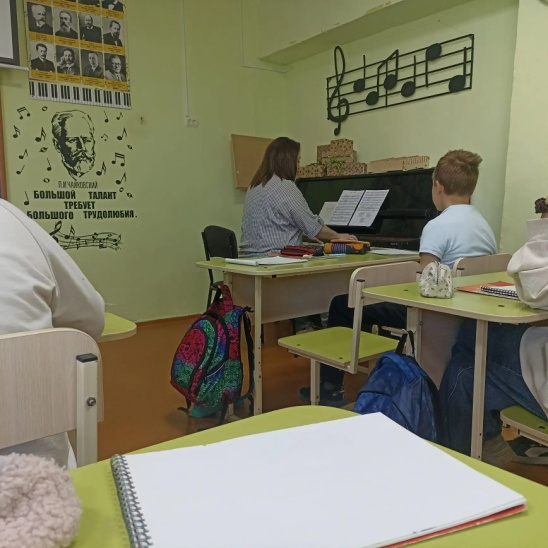 П.И.ЧАЙКОВСКИЙ
БОЛЬШОЙ ТАЛАНТ
ТРЕБУЕТ
БОЛЬШОГО ТРУДОЛЮБИЯ.